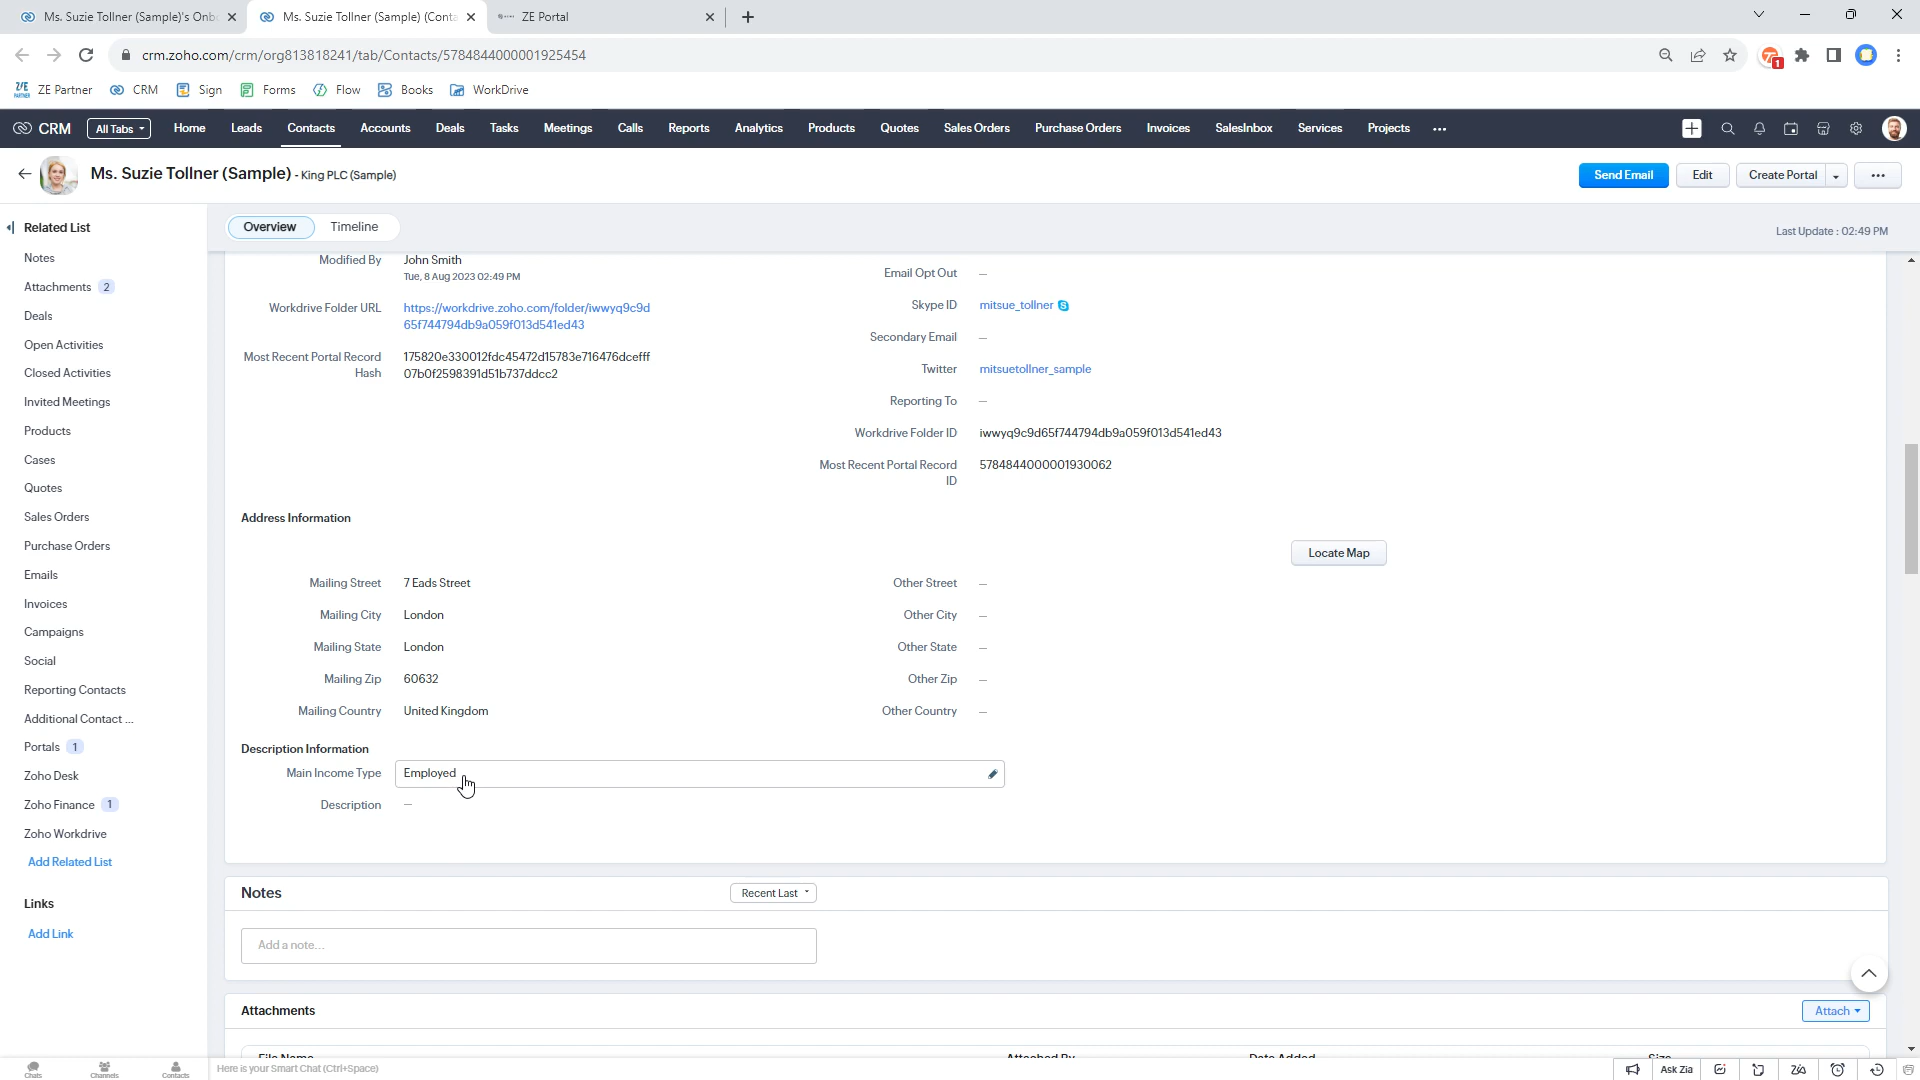 Ms. Suzie Tollner (Sample)'s Onb
Ms. Suzie Tollner (Sample) (Conta
ZE Portal
crm.zoho.com/crm/org813818241/tab/Contacts/5784844000001925454
1
ZE Partner
CRM
Sign
Forms
Flow
Books
WorkDrive
CRM
All Tabs
Home
Leads
Contacts
Accounts
Deals
Tasks
Meetings
Calls
Reports
Analytics
Products
Quotes
Sales Orders
Purchase Orders
Invoices
SalesInbox
Services
Projects
Ms. Suzie Tollner (Sample) - King PLC (Sample)
Send Email
Edit
Create Portal
Related List
Notes
Attachments 2
Deals
Open Activities
Closed Activities
Invited Meetings
Products
Cases
Quotes
Sales Orders
Purchase Orders
Emails
Invoices
Campaigns
Social
Reporting Contacts
Additional Contact ...
Portals 1
Zoho Desk
Zoho Finance 1
Zoho Workdrive
Add Related List
Links
Add Link
Overview
Timeline
Last Update : 02:49 PM
Modified By John Smith
Tue, 8 Aug 2023 02:49 PM
Workdrive Folder URL https://workdrive.zoho.com/folder/iwwyq9c9d
65f744794db9a059f013d541ed43
Most Recent Portal Record 175820e330012fdc45472d15783e716476dcefff
Hash 07b0f2598391d51b737ddcc2
Email Opt Out —
Skype ID mitsue_tollner
Secondary Email —
Twitter mitsuetollner_sample
Reporting To —
Workdrive Folder ID iwwyq9c9d65f744794db9a059f013d541ed43
Most Recent Portal Record 5784844000001930062
ID
Address Information
Locate Map
Mailing Street 7 Eads Street
Mailing City London
Mailing State London
Mailing Zip 60632
Mailing Country United Kingdom
Other Street —
Other City —
Other State —
Other Zip —
Other Country —
Description Information
Main Income Type Employed
Description —
Notes
Recent Last
Add a note...
Attachments
Attach
File Name
Attached By
Date Added
Size
Chats
Channels
Contacts
Here is your Smart Chat (Ctrl+Space)
Ask Zia